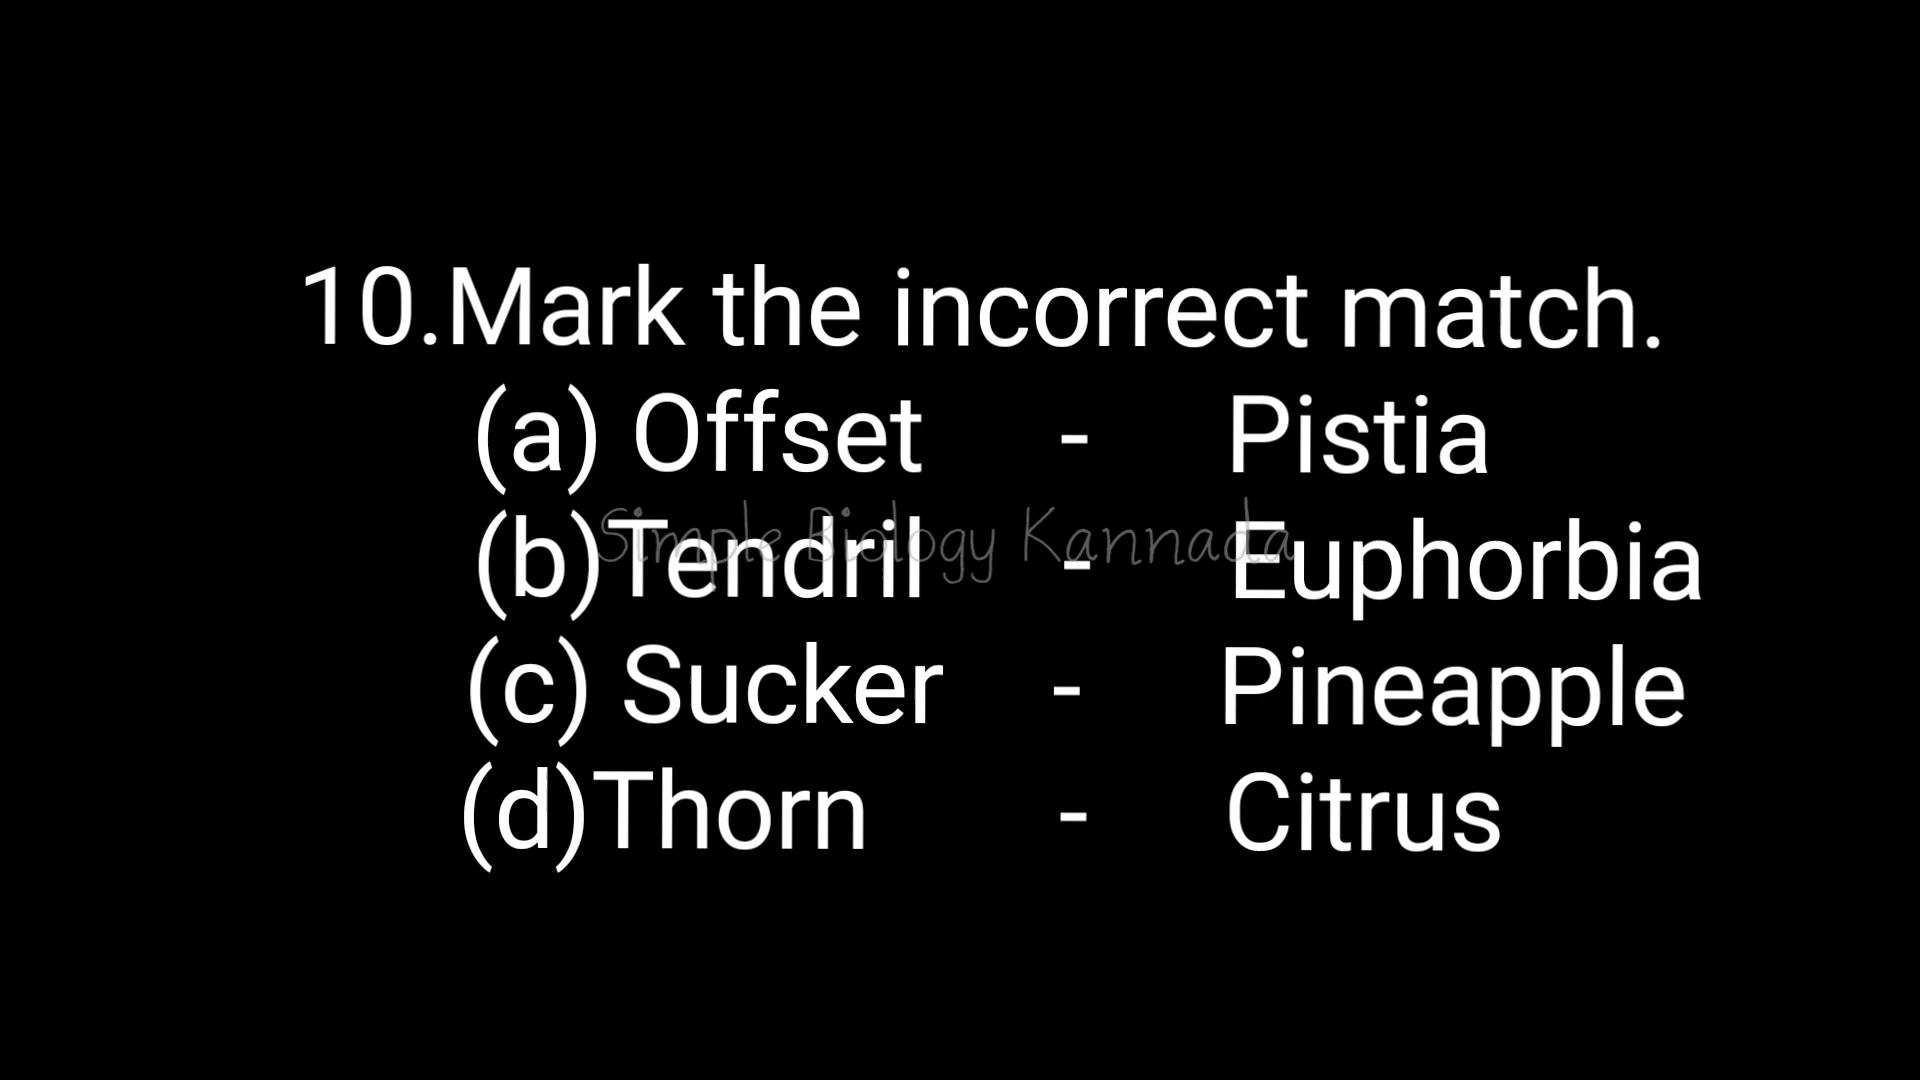 10.Mark the incorrect match.
(a) Offset - Pistia
Simple Biology Kannada
(b)Tendril - Euphorbia
(c) Sucker - Pineapple
(d)Thorn - Citrus